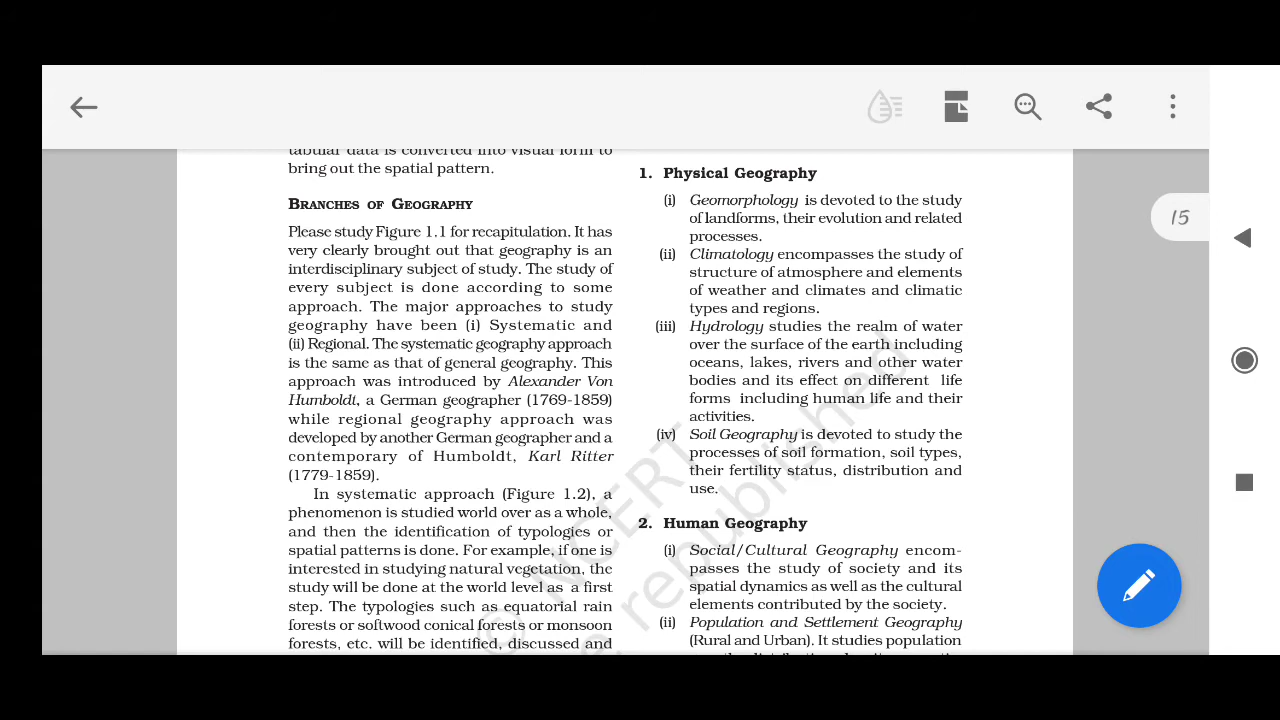 tabular data is converted into visual form to
bring out the spatial pattern.
BRANCHES OF GEOGRAPHY
Please study Figure 1.1 for recapitulation. It has
very clearly brought out that geography is an
interdisciplinary subject of study. The study of
every subject is done according to some
approach. The major approaches to study
geography have been (i) Systematic and
(ii) Regional. The systematic geography approach
is the same as that of general geography. This
approach was introduced by Alexander Von
Humboldt, a German geographer (1769-1859)
while regional geography approach was
developed by another German geographer and a
contemporary of Humboldt, Karl Ritter
(1779-1859).
In systematic approach (Figure 1.2), a
phenomenon is studied world over as a whole,
and then the identification of typologies or
spatial patterns is done. For example, if one is
interested in studying natural vegetation, the
study will be done at the world level as a first
step. The typologies such as equatorial rain
forests or softwood conical forests or monsoon
forests, etc. will be identified, discussed and
1. Physical Geography
(i) Geomorphology is devoted to the study
of landforms, their evolution and related
processes.
(ii) Climatology encompasses the study of
structure of atmosphere and elements
of weather and climates and climatic
types and regions.
(iii) Hydrology studies the realm of water
over the surface of the earth including
oceans, lakes, rivers and other water
bodies and its effect on different life
forms including human life and their
activities.
(iv) Soil Geography is devoted to study the
processes of soil formation, soil types,
their fertility status, distribution and
use.
2. Human Geography
(i) Social/Cultural Geography encom-
passes the study of society and its
spatial dynamics as well as the cultural
elements contributed by the society.
(ii) Population and Settlement Geography
(Rural and Urban). It studies population
15
© NCERT
republished